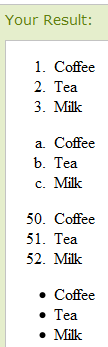 Your Result:
1. Coffee
2. Tea
3. Milk
a. Coffee
b. Tea
c. Milk
50. Coffee
51. Tea
52. Milk
• Coffee
• Tea
• Milk